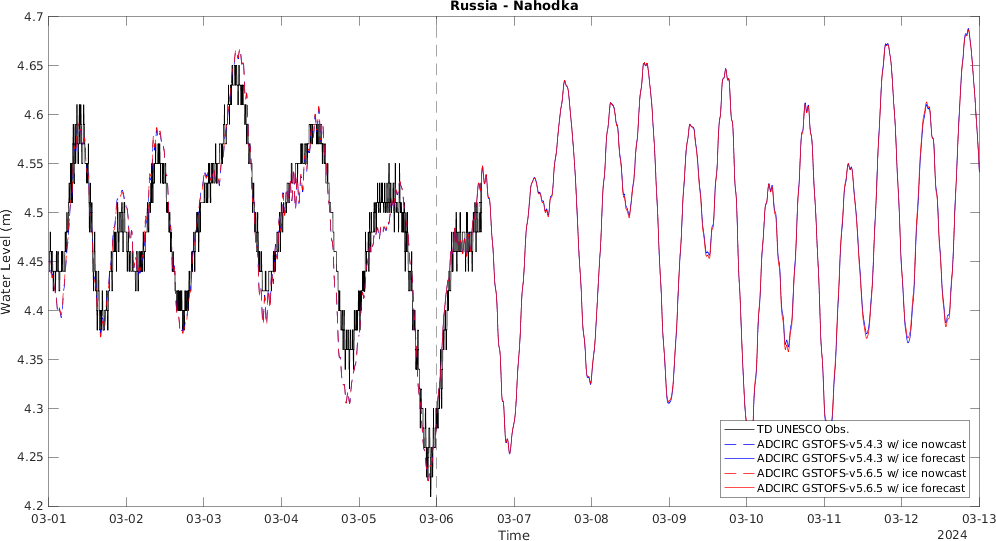 Russia - Nahodka
4.7
4.65
4.6
4.55
4.5
4.45
4.4
4.35
4.3
4.25
4.2
Water Level (m)
TD UNESCO Obs.
ADCIRC GSTOFS-v5.4.3 w/ ice nowcast
ADCIRC GSTOFS-v5.4.3 w/ ice forecast
ADCIRC GSTOFS-v5.6.5 w/ ice nowcast
ADCIRC GSTOFS-v5.6.5 w/ ice forecast
03-01 03-02 03-03 03-04 03-05 03-06 03-07 03-08 03-09 03-10 03-11 03-12 03-13
Time
2024